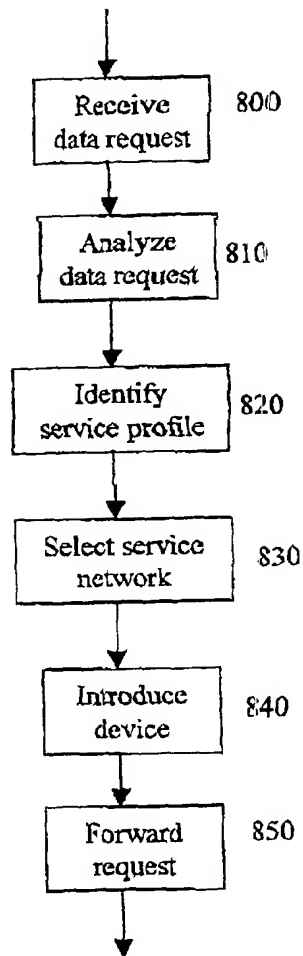 Receive
data request
800
Analyze
data request
810
Identify
service profile
820
Select service
network
830
Introduce
device
840
Forward
request
850